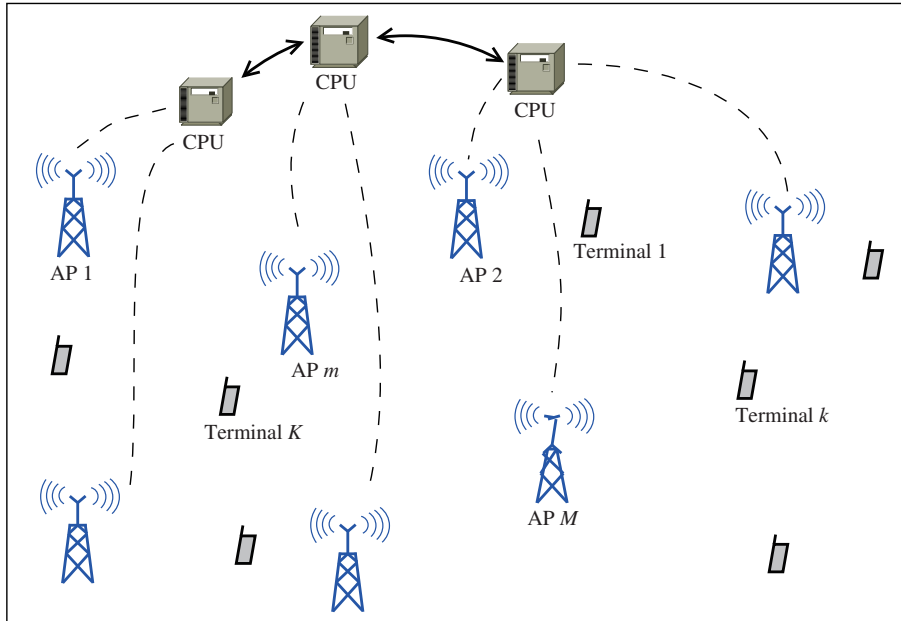 CPU
CPU
CPU
AP 1
AP 2
Terminal 1
AP m
Terminal K
Terminal k
AP M